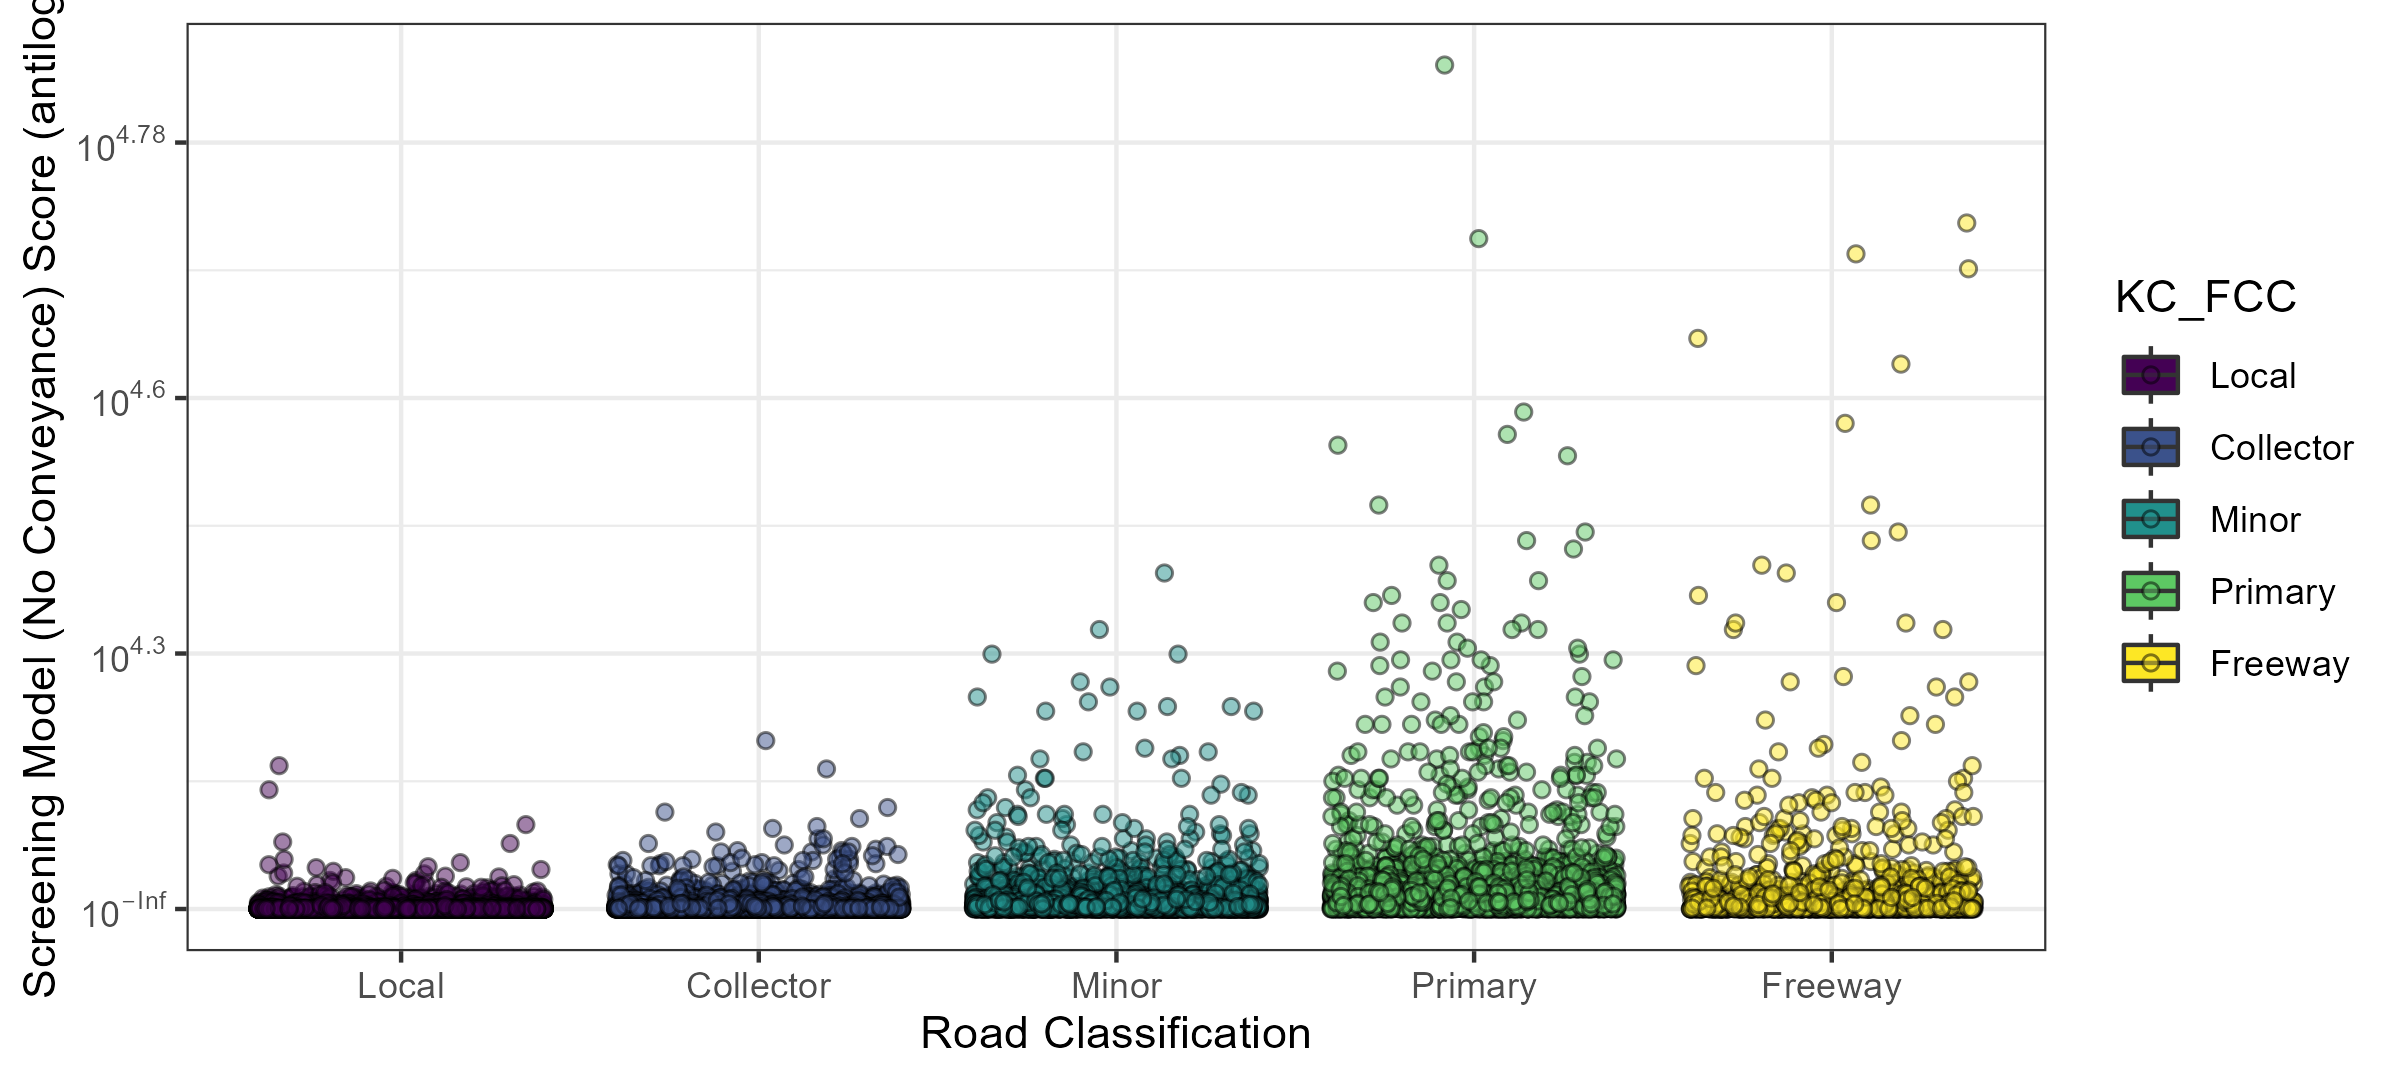 Screening Model (No Conveyance) Score (antilog
10^4.78
10^4.6
10^4.3
10^−Inf
Local
Collector
Minor
Primary
Freeway
Road Classification
KC_FCC
Local
Collector
Minor
Primary
Freeway